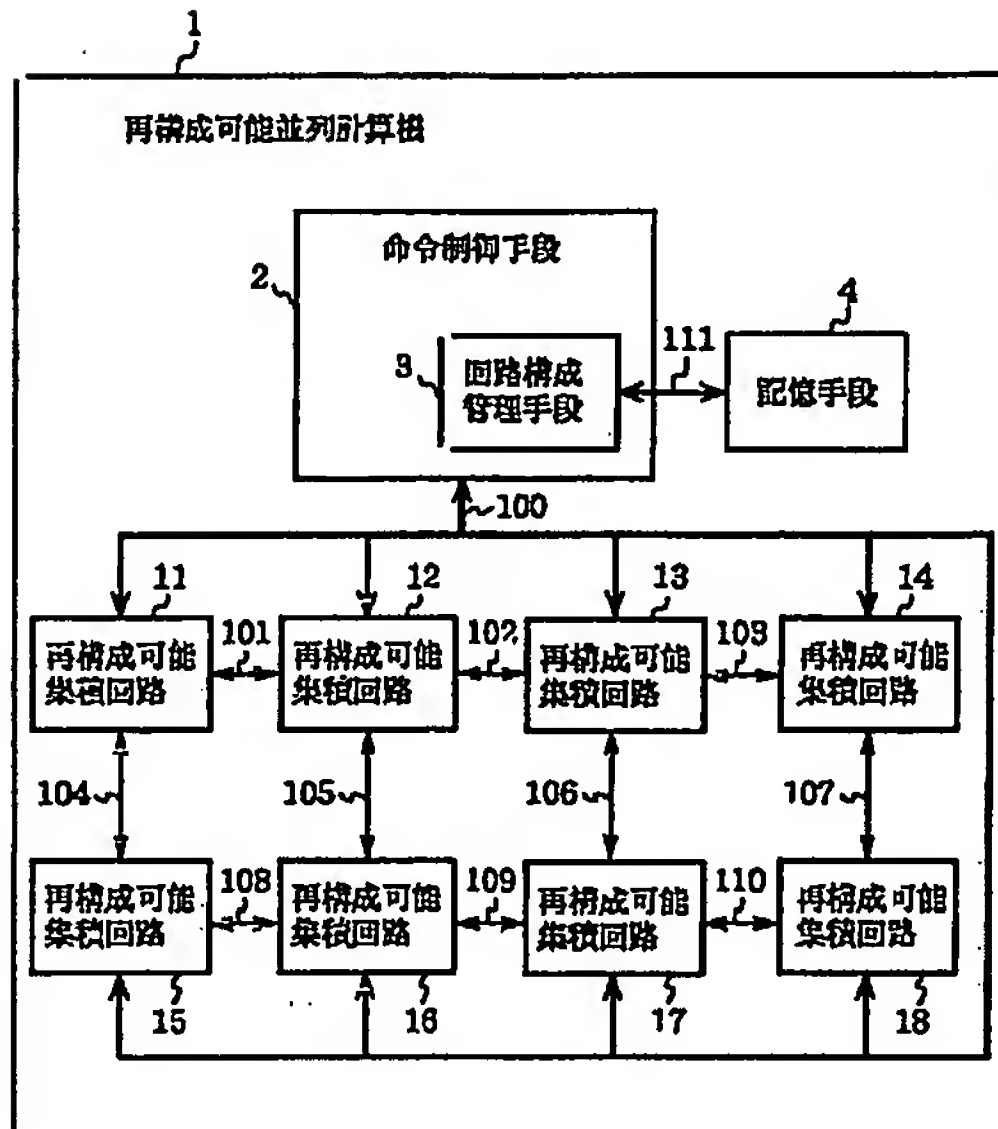 1
再構成可能並列計算機
命令制御手段
2
3
回路構成
管理手段
111
4
記憶手段
100
11
12
13
14
再構成可能
集積回路
101
再構成可能
集積回路
102
再構成可能
集積回路
103
再構成可能
集積回路
104
105
106
107
再構成可能
集積回路
108
再構成可能
集積回路
109
再構成可能
集積回路
110
再構成可能
集積回路
15
16
17
18